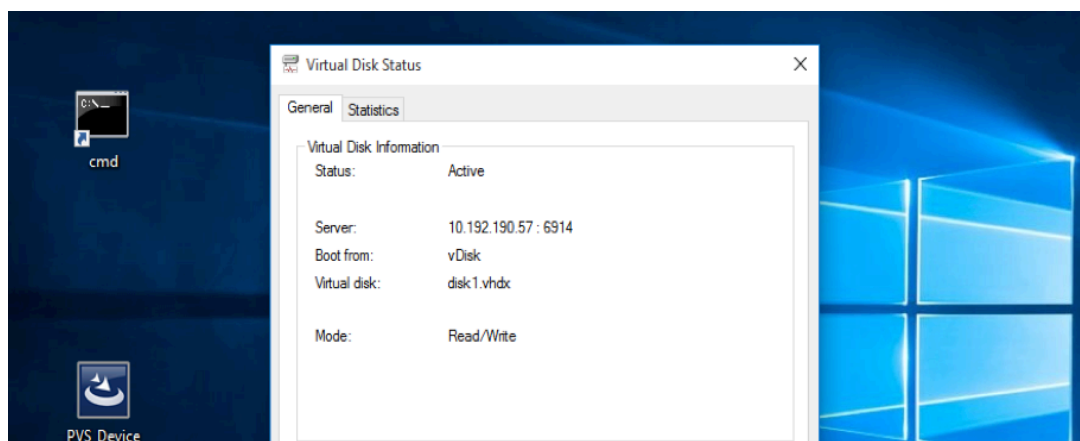 Virtual Disk Status
General Statistics
C:\_
cmd
Virtual Disk Information
Status: Active
Server: 10.192.190.57 : 6914
Boot from: vDisk
Virtual disk: disk1.vhdx
Mode: Read/Write
PVS Device